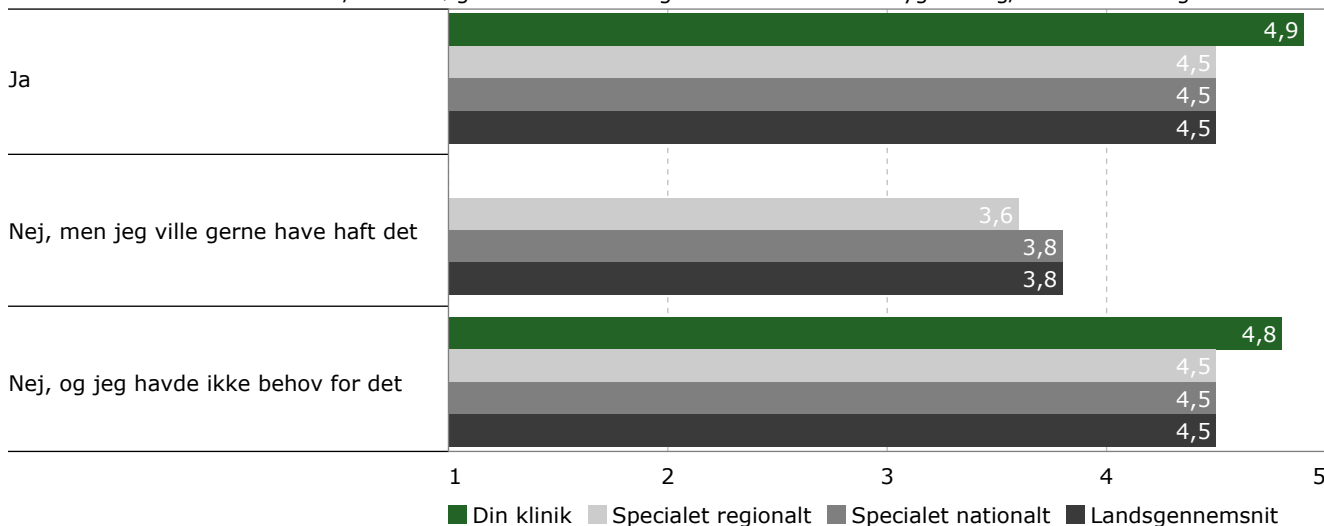 Ja
4,9
4,5
4,5
4,5
Nej, men jeg ville gerne have haft det
3,6
3,8
3,8
Nej, og jeg havde ikke behov for det
4,8
4,5
4,5
4,5
1 2 3 4 5
Din klinik Specialet regionalt Specialet nationalt Landsgennemsnit